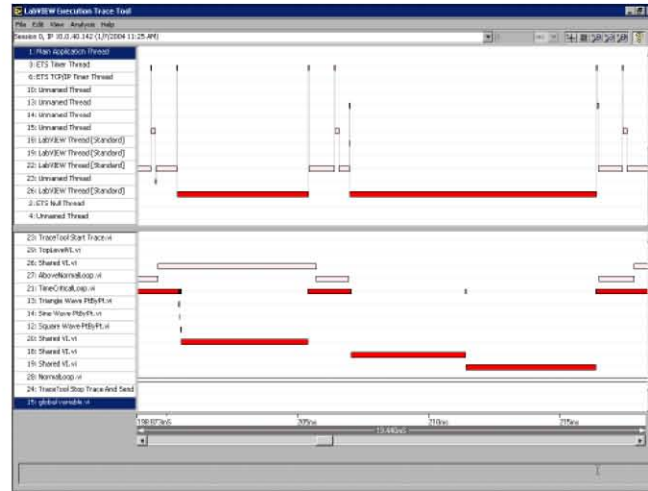 LabVIEW Execution Trace Tool
File Edit View Analysis Help
Session 0, IP 10.0.40.142 (1/9/2004 11:25 AM)
1: Main Application Thread
3: ETS Timer Thread
6: ETS TCP/IP Timer Thread
10: Unnamed Thread
13: Unnamed Thread
14: Unnamed Thread
15: Unnamed Thread
18: LabVIEW Thread [Standard]
19: LabVIEW Thread [Standard]
22: LabVIEW Thread [Standard]
23: Unnamed Thread
26: LabVIEW Thread [Standard]
2: ETS Null Thread
4: Unnamed Thread
23: TraceTool Start Trace.vi
29: TopLevelVI.vi
26: Shared VI.vi
27: AboveNormalLoop.vi
21: TimeCriticalLoop.vi
13: Triangle Wave PtByPt.vi
14: Sine Wave PtByPt.vi
12: Square Wave PtByPt.vi
20: Shared VI.vi
18: Shared VI.vi
19: Shared VI.vi
28: NormalLoop.vi
24: TraceTool Stop Trace And Send
15: global variable.vi
205mS 210mS 215mS